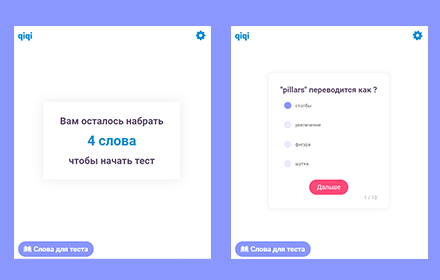 qiqi
Вам осталось набрать
4 слова
чтобы начать тест
Слова для теста
qiqi
"pillars" переводится как ?
столбы
увеличение
фигура
шутка
Дальше
1 / 10
Слова для теста